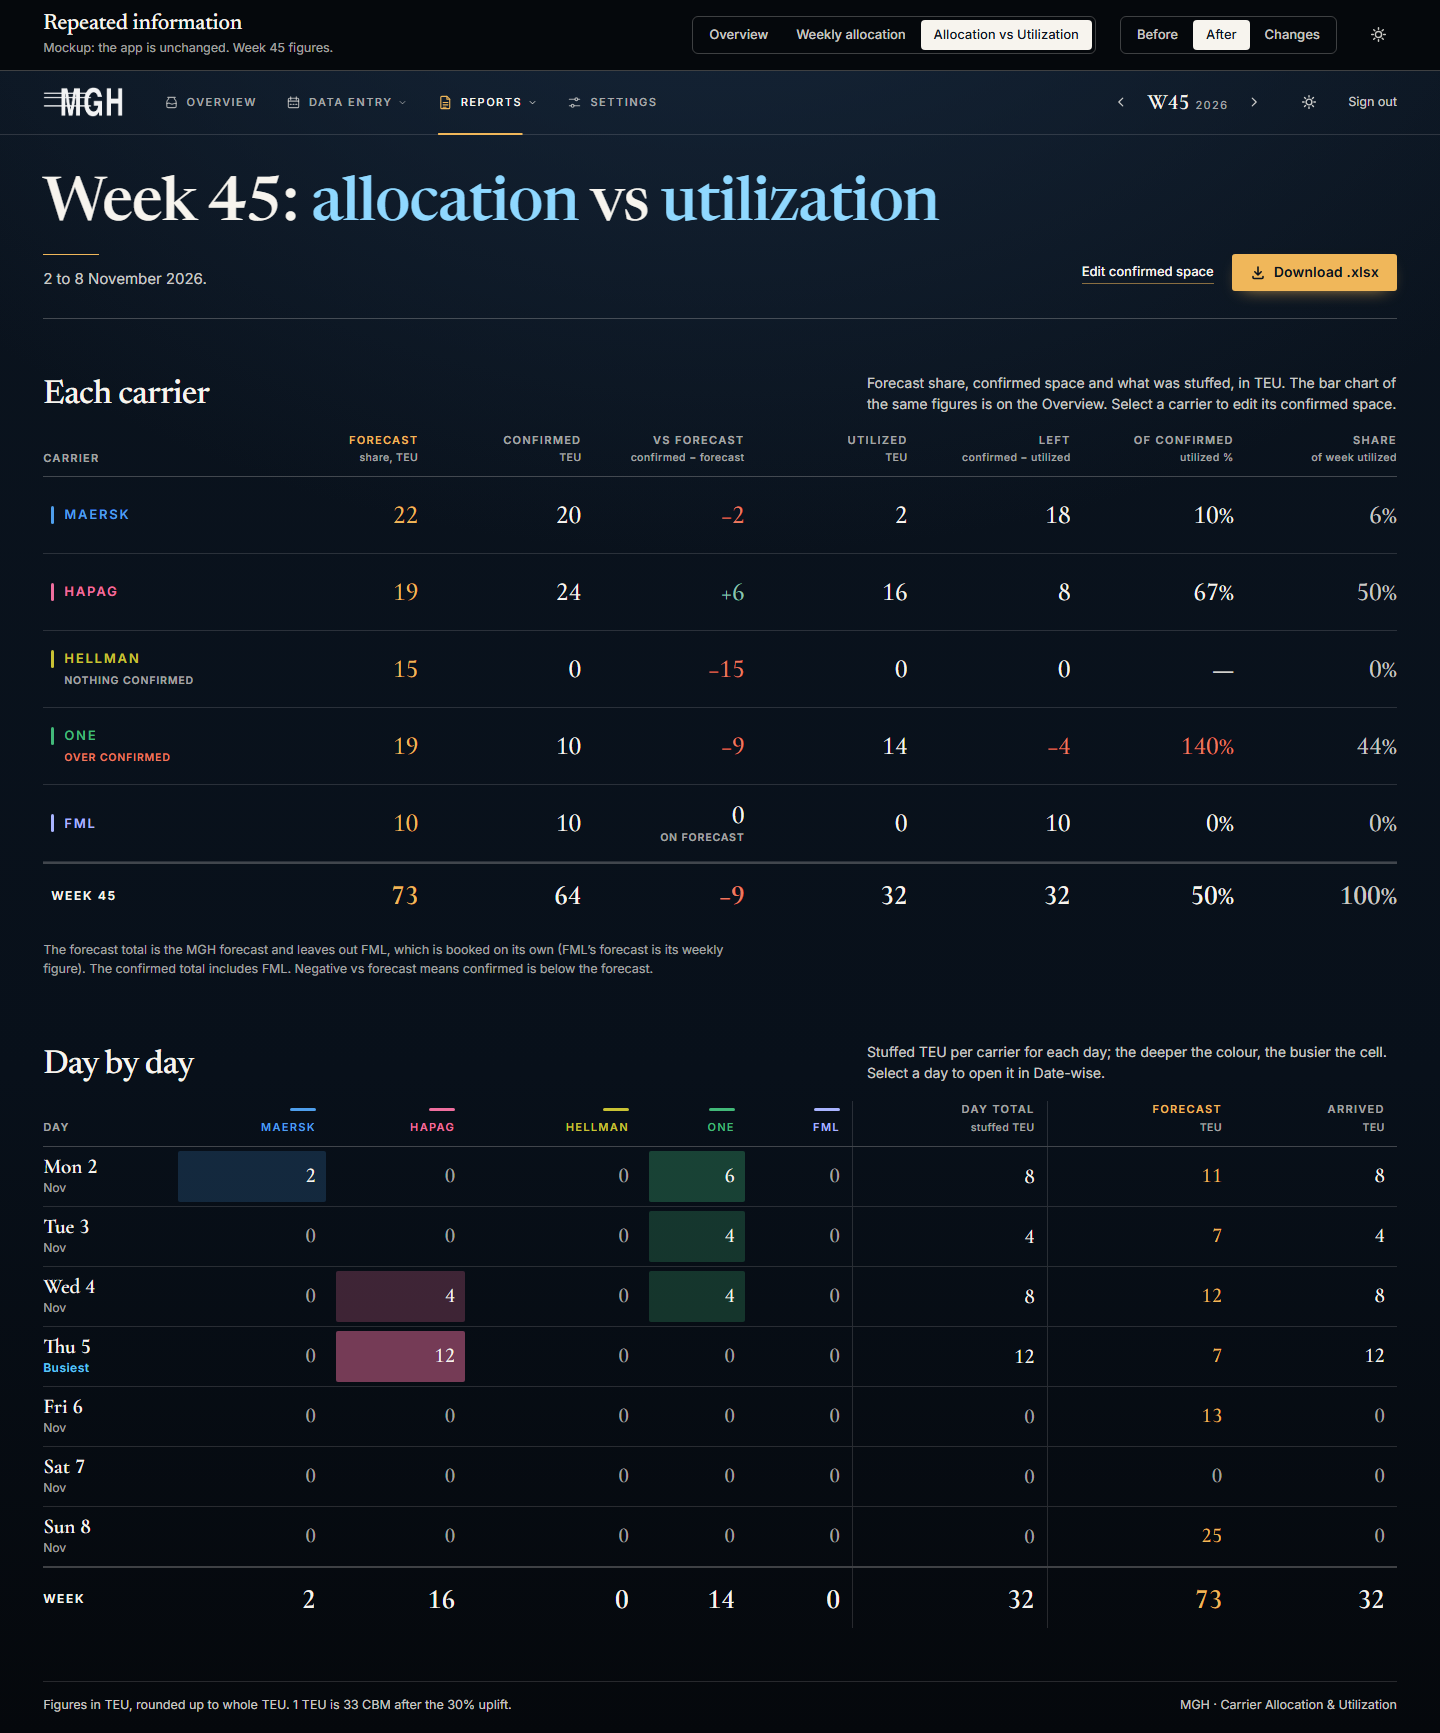 Repeated information
Mockup: the app is unchanged. Week 45 figures.
Overview Weekly allocation Allocation vs Utilization
Before After Changes
MGH
OVERVIEW DATA ENTRY REPORTS SETTINGS
W45 2026
Sign out
Week 45: allocation vs utilization
2 to 8 November 2026.
Edit confirmed space
Download .xlsx
Each carrier
Forecast share, confirmed space and what was stuffed, in TEU. The bar chart of
the same figures is on the Overview. Select a carrier to edit its confirmed space.
FORECAST CONFIRMED VS FORECAST UTILIZED LEFT OF CONFIRMED SHARE
CARRIER share, TEU TEU confirmed − forecast TEU confirmed − utilized utilized % of week utilized
MAERSK 22 20 −2 2 18 10% 6%
HAPAG 19 24 +6 16 8 67% 50%
HELLMAN 15 0 −15 0 0 — 0%
NOTHING CONFIRMED
ONE 19 10 −9 14 −4 140% 44%
OVER CONFIRMED
FML 10 10 0 0 10 0% 0%
ON FORECAST
WEEK 45 73 64 −9 32 32 50% 100%
The forecast total is the MGH forecast and leaves out FML, which is booked on its own (FML’s forecast is its weekly
figure). The confirmed total includes FML. Negative vs forecast means confirmed is below the forecast.
Day by day
Stuffed TEU per carrier for each day; the deeper the colour, the busier the cell.
Select a day to open it in Date-wise.
DAY TOTAL FORECAST ARRIVED
DAY MAERSK HAPAG HELLMAN ONE FML stuffed TEU TEU TEU
Mon 2 2 0 0 6 0 8 11 8
Nov
Tue 3 0 0 0 4 0 4 7 4
Nov
Wed 4 0 4 0 4 0 8 12 8
Nov
Thu 5 0 12 0 0 0 12 7 12
Busiest
Fri 6 0 0 0 0 0 0 13 0
Nov
Sat 7 0 0 0 0 0 0 0 0
Nov
Sun 8 0 0 0 0 0 0 25 0
Nov
WEEK 2 16 0 14 0 32 73 32
Figures in TEU, rounded up to whole TEU. 1 TEU is 33 CBM after the 30% uplift.
MGH · Carrier Allocation & Utilization